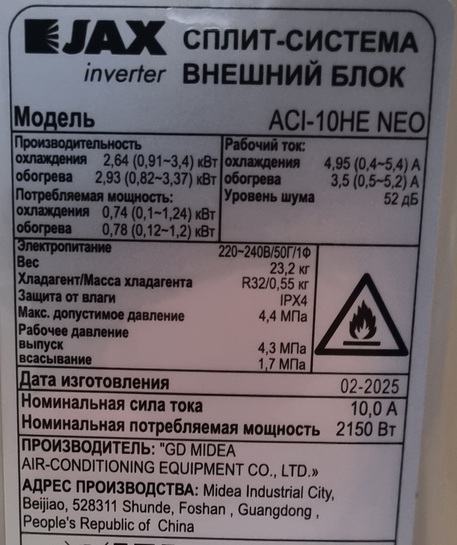 JAX СПЛИТ-СИСТЕМА
inverter ВНЕШНИЙ БЛОК
Модель ACI-10HE NEO
Производительность
охлаждения 2,64 (0,91~3,4) кВт
обогрева 2,93 (0,82~3,37) кВт
Потребляемая мощность:
охлаждения 0,74 (0,1~1,24) кВт
обогрева 0,78 (0,12~1,2) кВт
Рабочий ток:
охлаждения 4,95 (0,4~5,4) А
обогрева 3,5 (0,5~5,2) А
Уровень шума 52 дБ
Электропитание 220~240В/50Г/1Ф
Вес 23,2 кг
Хладагент/Масса хладагента R32/0,55 кг
Защита от влаги IPX4
Макс. допустимое давление 4,4 МПа
Рабочее давление
выпуск 4,3 МПа
всасывание 1,7 МПа
Дата изготовления 02-2025
Номинальная сила тока 10,0 А
Номинальная потребляемая мощность 2150 Вт
ПРОИЗВОДИТЕЛЬ: "GD MIDEA
AIR-CONDITIONING EQUIPMENT CO., LTD.»
АДРЕС ПРОИЗВОДСТВА: Midea Industrial City,
Beijiao, 528311 Shunde, Foshan , Guangdong ,
People's Republic of China